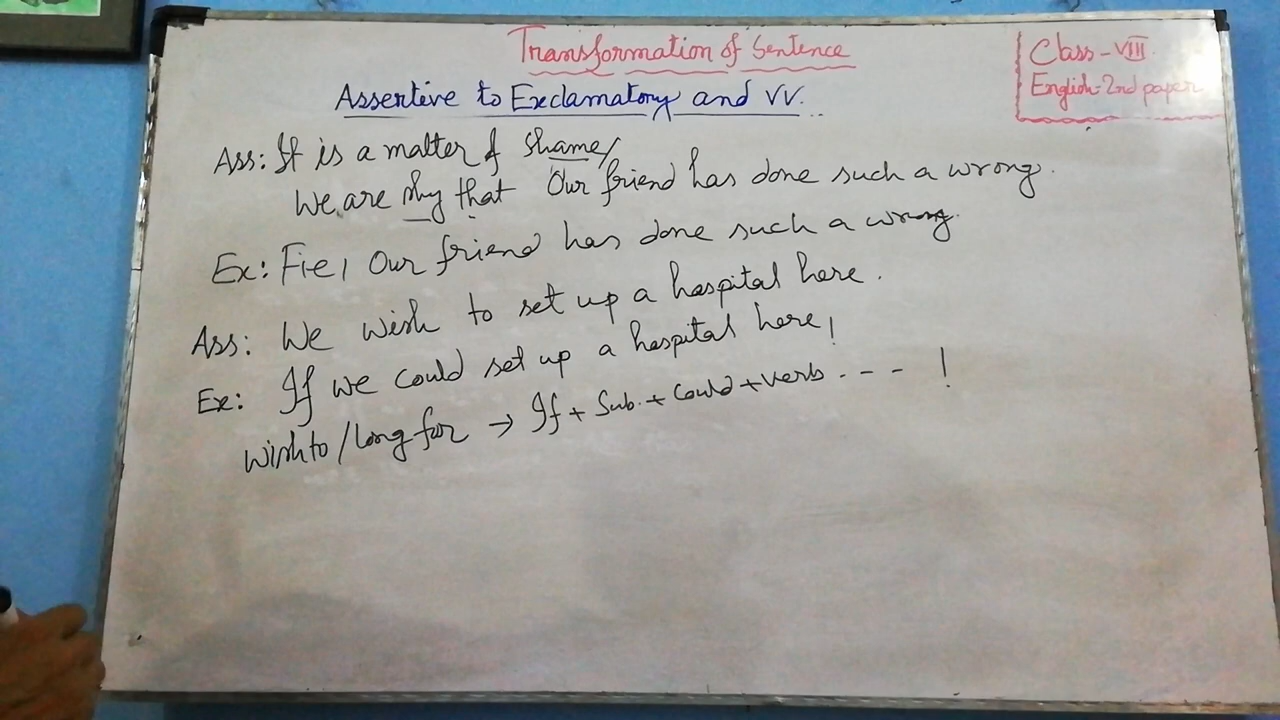 Transformation of Sentence
Class-VIII
English-2nd paper
Assertive to Exclamatory and VV.
Ass: It is a matter of shame/
We are shy that Our friend has done such a wrong.
Ex: Fie, Our friend has done such a wrong.
Ass: We wish to set up a hospital here.
Ex: If we could set up a hospital here!
Wish to / long for → If + Sub. + Could + verb - - - !